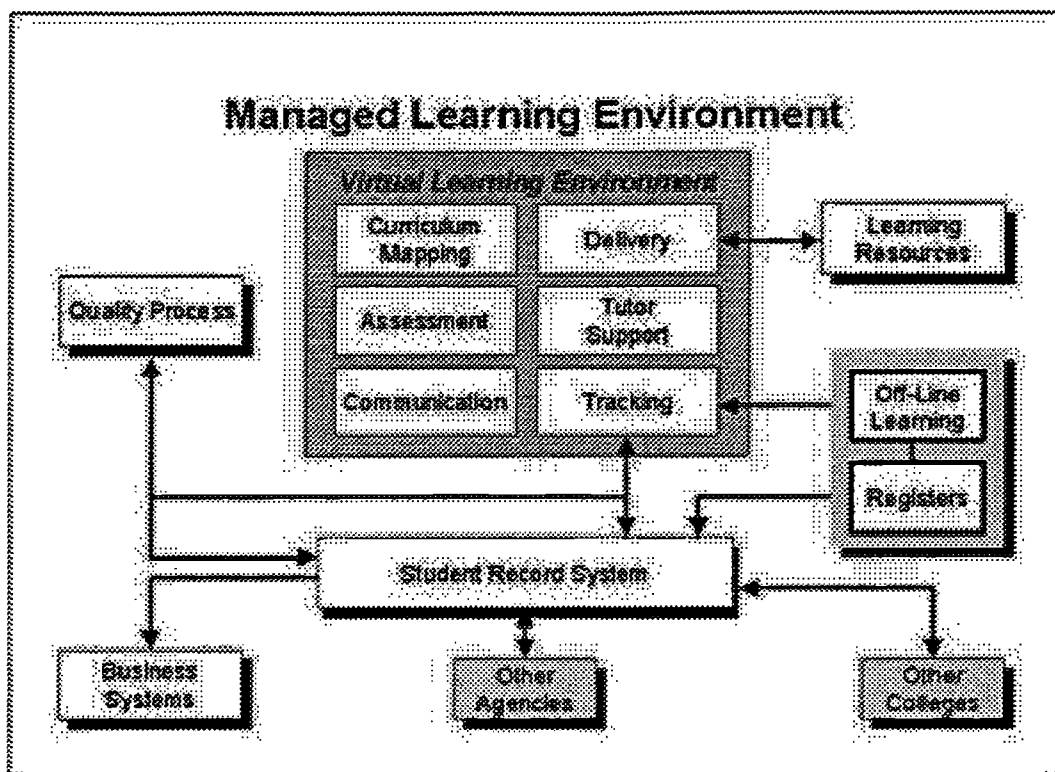 Managed Learning Environment
Virtual Learning Environment
Curriculum
Mapping
Delivery
Learning
Resources
Quality Process
Assessment
Tutor
Support
Communication
Tracking
Off-Line
Learning
Registers
Student Record System
Business
Systems
Other
Agencies
Other
Colleges